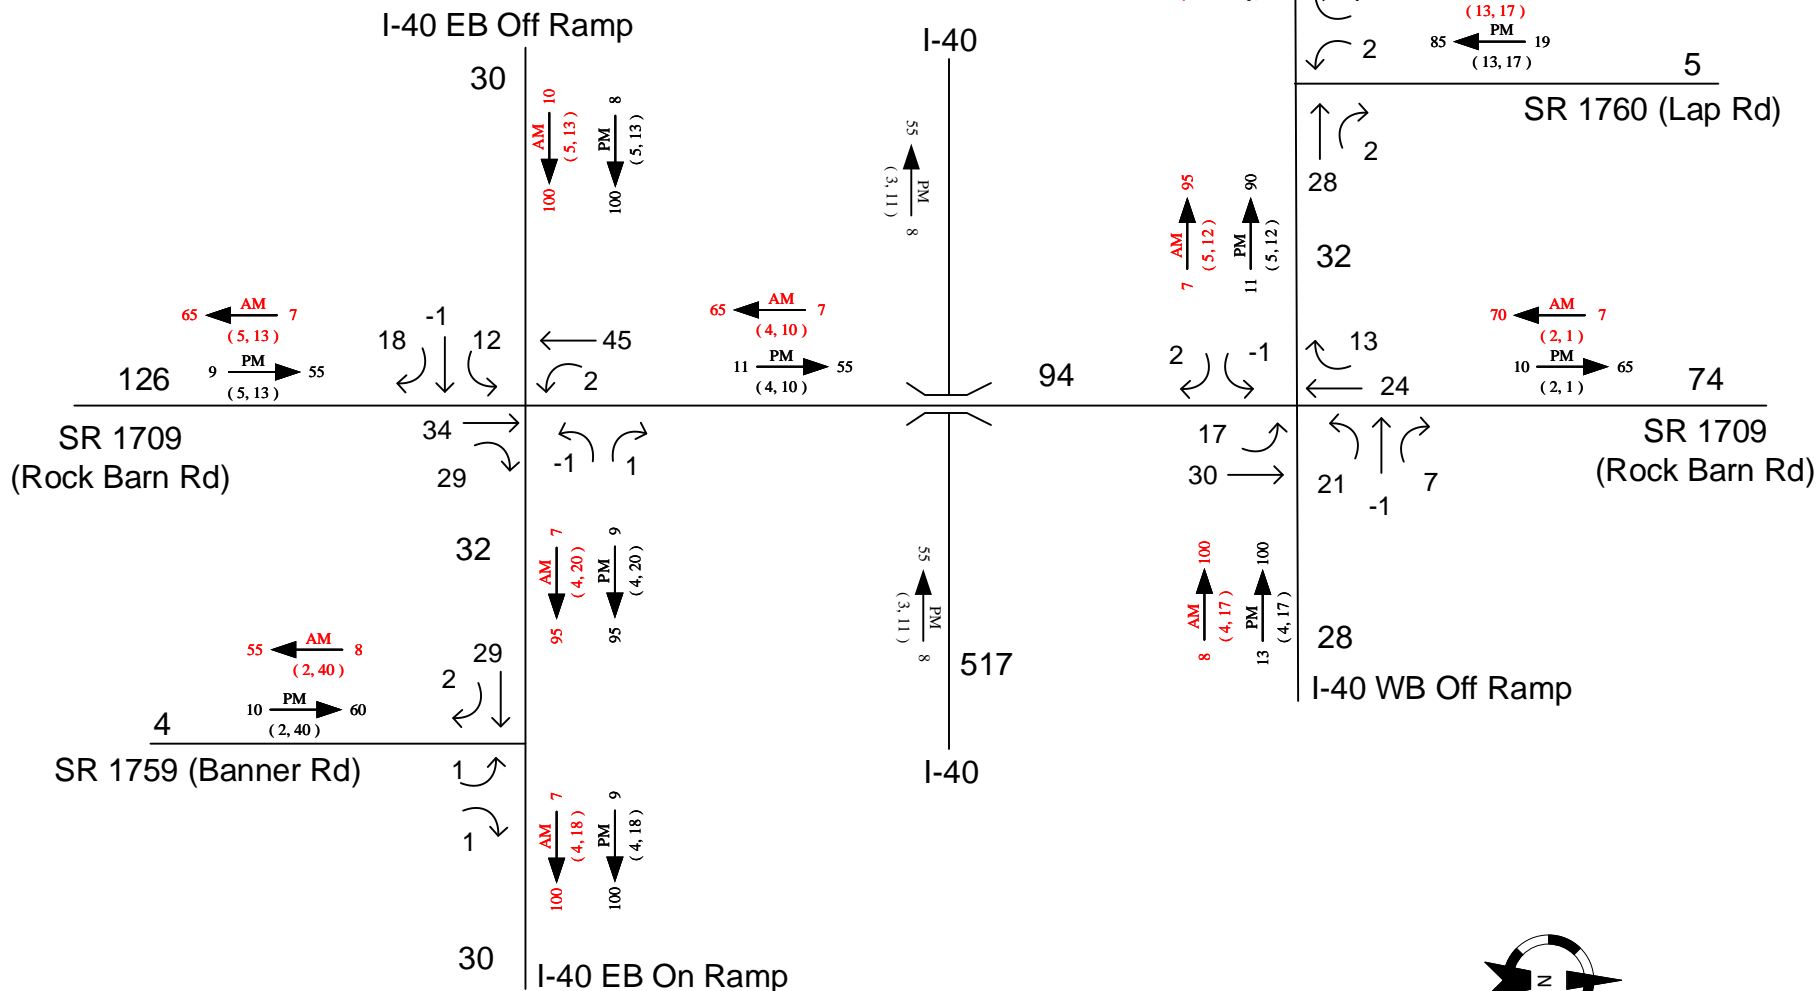 I-40 EB Off Ramp
I-40
(13, 17)
PM
85 19
(13, 17)
2
5
SR 1760 (Lap Rd)
30
10
AM
(5, 13)
100
8
PM
(5, 13)
100
55
PM
(3, 11)
8
28
2
95
AM
(5, 12)
7
90
PM
(5, 12)
11
32
AM
65 7
(5, 13)
PM
9 55
(5, 13)
126
18
-1
12
45
2
AM
65 7
(4, 10)
PM
11 55
(4, 10)
94
2
-1
13
24
AM
70 7
(2, 1)
PM
10 65
(2, 1)
74
SR 1709
(Rock Barn Rd)
34
29
-1
1
17
30
21
-1
7
SR 1709
(Rock Barn Rd)
32
7
AM
(4, 20)
95
9
PM
(4, 20)
95
55
PM
(3, 11)
8
517
100
AM
(4, 17)
8
100
PM
(4, 17)
13
28
I-40 WB Off Ramp
AM
55 8
(2, 40)
PM
10 60
(2, 40)
4
2
29
SR 1759 (Banner Rd)
1
1
I-40
7
AM
(4, 18)
100
9
PM
(4, 18)
100
30
I-40 EB On Ramp
N